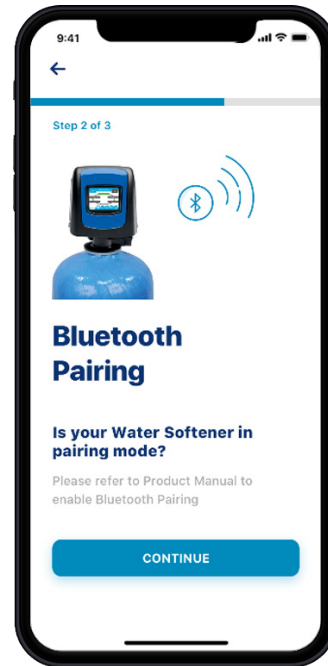 9:41
Step 2 of 3
Bluetooth
Pairing
Is your Water Softener in
pairing mode?
Please refer to Product Manual to
enable Bluetooth Pairing
CONTINUE